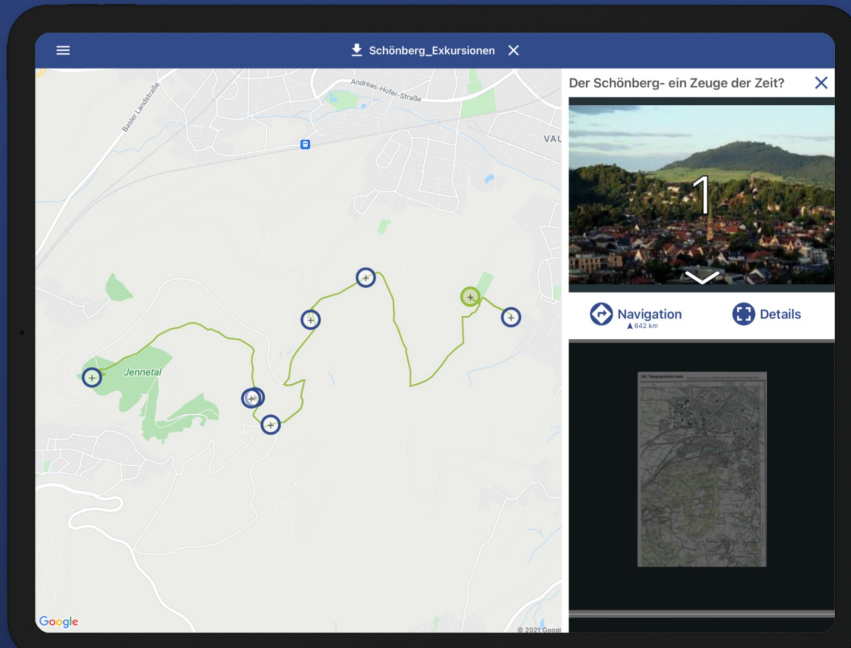 Schönberg_Exkursionen
Basler Landstraße
Andreas-Hofer-Straße
VAU
Jennetal
Google
© 2021 Googl
Der Schönberg- ein Zeuge der Zeit?
1
Navigation
642 km
Details